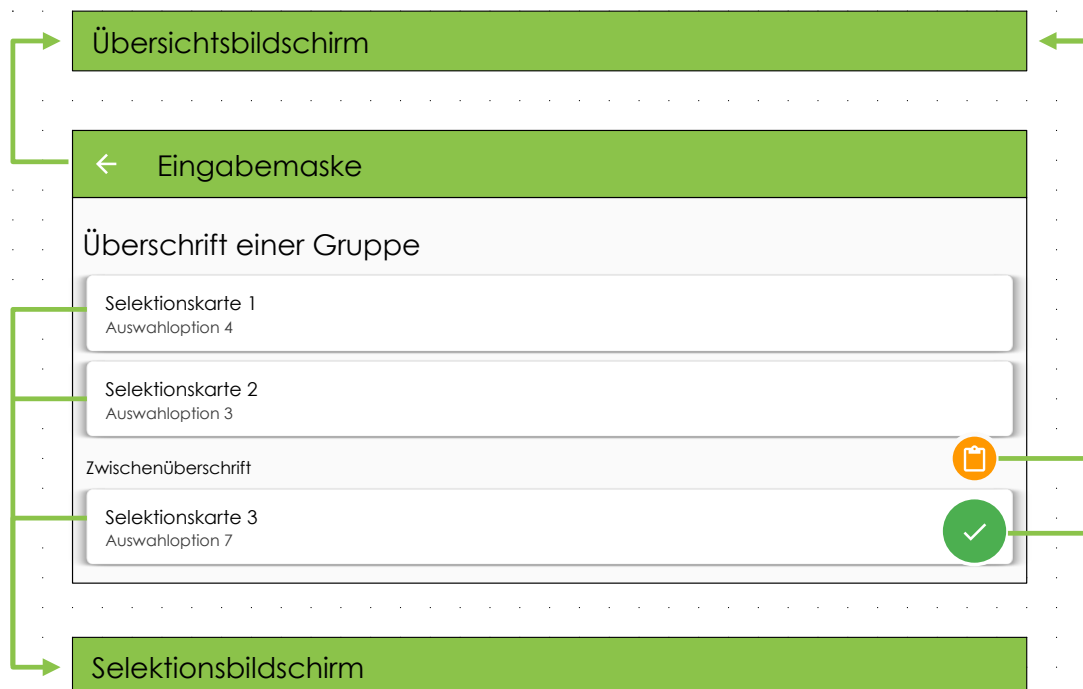 Übersichtsbildschirm
Eingabemaske
Überschrift einer Gruppe
Selektionskarte 1
Auswahloption 4
Selektionskarte 2
Auswahloption 3
Zwischenüberschrift
Selektionskarte 3
Auswahloption 7
Selektionsbildschirm